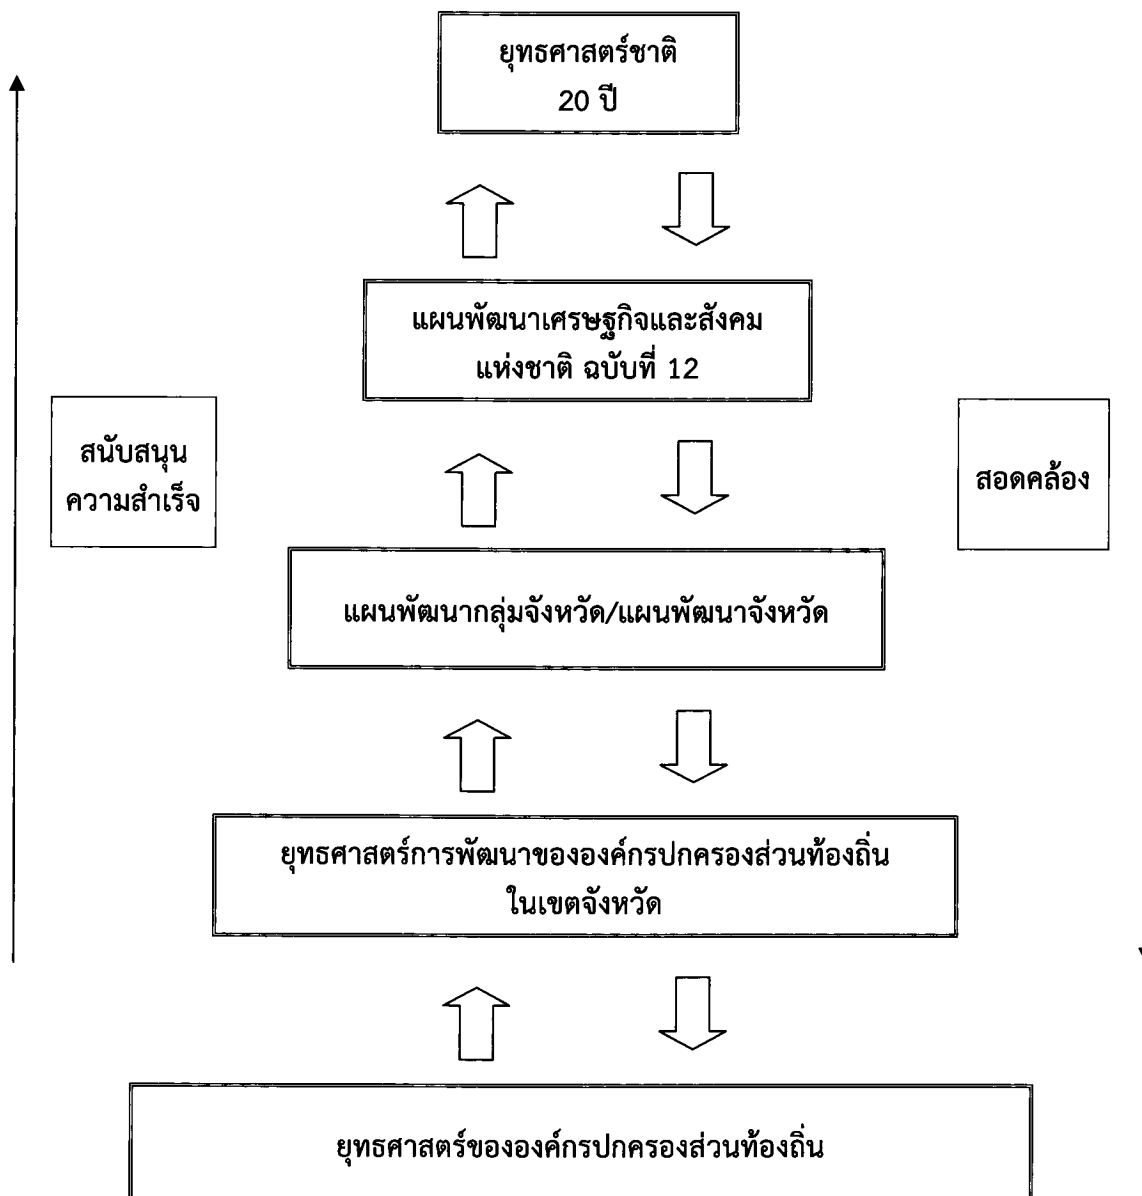 ยุทธศาสตร์ชาติ
20 ปี
แผนพัฒนาเศรษฐกิจและสังคม
แห่งชาติ ฉบับที่ 12
สนับสนุน
ความสำเร็จ
สอดคล้อง
แผนพัฒนากลุ่มจังหวัด/แผนพัฒนาจังหวัด
ยุทธศาสตร์การพัฒนาขององค์กรปกครองส่วนท้องถิ่น
ในเขตจังหวัด
ยุทธศาสตร์ขององค์กรปกครองส่วนท้องถิ่น